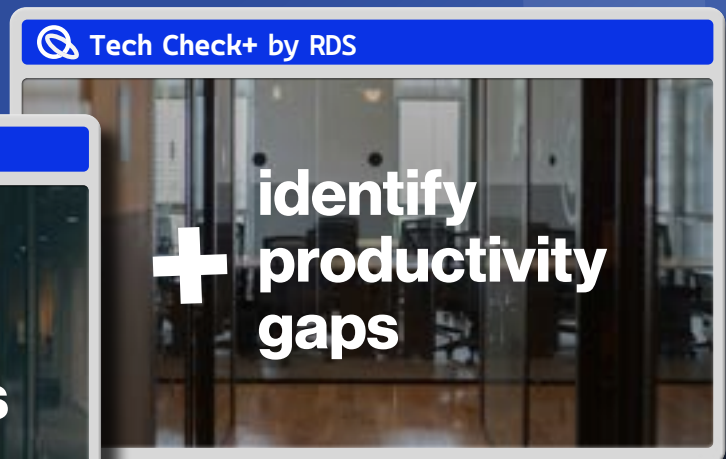 Tech Check+ by RDS
+ identify
productivity
gaps
s